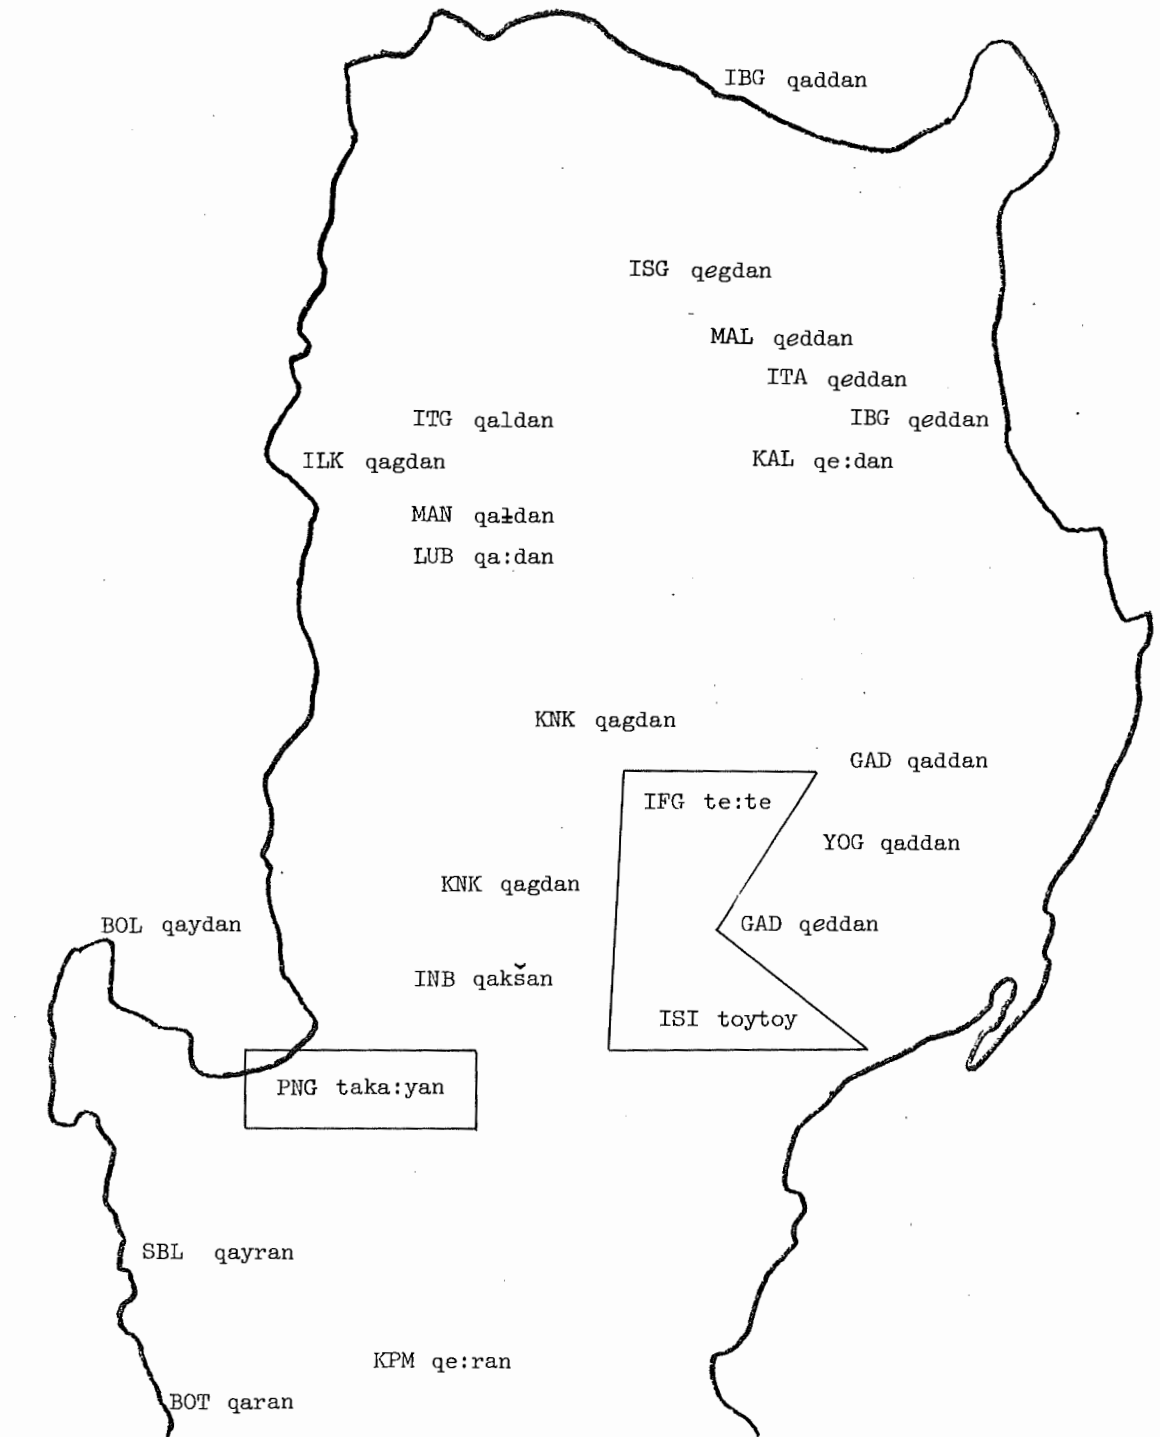 IBG qaddan
ISG qegdan
MAL qeddan
ITA qeddan
ITG qaldan
IBG qeddan
ILK qagdan
KAL qe:dan
MAN qaɫdan
LUB qa:dan
KNK qagdan
GAD qaddan
IFG te:te
YOG qaddan
KNK qagdan
BOL qaydan
GAD qeddan
INB qakšan
ISI toytoy
PNG taka:yan
SBL qayran
KPM qe:ran
BOT qaran